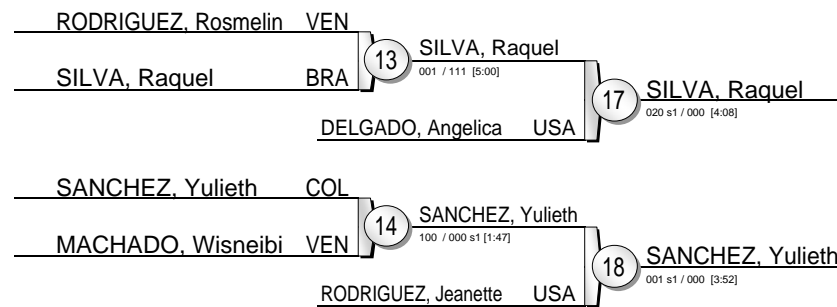 RODRIGUEZ, Rosmelin VEN
13
SILVA, Raquel
001 / 111 [5:00]
SILVA, Raquel BRA
17
SILVA, Raquel
020 s1 / 000 [4:08]
DELGADO, Angelica USA
SANCHEZ, Yulieth COL
14
SANCHEZ, Yulieth
100 / 000 s1 [1:47]
MACHADO, Wisneibi VEN
18
SANCHEZ, Yulieth
001 s1 / 000 [3:52]
RODRIGUEZ, Jeanette USA